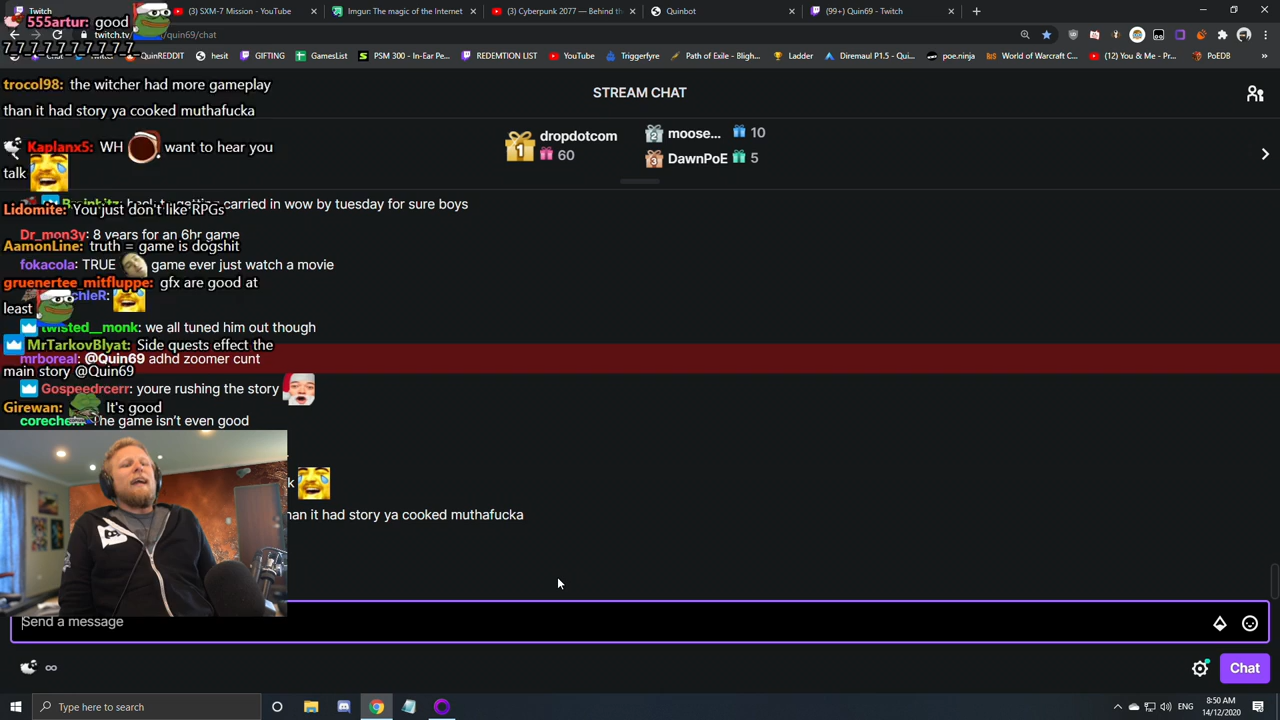 Twitch
(3) SXM-7 Missions - YouTube
Imgur: The magic of the Internet
(3) Cyberpunk 2077 — Behind th
Quinbot
(99+) Quin69 - Twitch
twitch.tv
quin69/chat
QuinREDDIT
hesit
GIFTING
GamesList
PSM 300 - In-Ear Pe...
REDEMTION LIST
YouTube
Triggerfyre
Path of Exile - Bligh...
Ladder
Diremaul P1.5 - Qui...
poe.ninja
World of Warcraft C...
(12) You & Me - Pr...
PoEDB
555artur: good
7_7_7_7_7_7_7_7_7_7_
trocol98: the witcher had more gameplay
than it had story ya cooked muthafucka
Kaplanx5: WH want to hear you
talk
Lidomite: You just don't like RPGs
AamonLine: truth = game is dogshit
gruenertee_mitfluppe: gfx are good at
least
MrTarkovBlyat: Side quests effect the
main story @Quin69
Girewan: It's good
STREAM CHAT
1
dropdotcom
60
2
moose...
10
3
DawnPoE
5
getting carried in wow by tuesday for sure boys
Dr_mon3y: 8 years for an 6hr game
fokacola: TRUE game ever just watch a movie
chleR:
twisted__monk: we all tuned him out though
mrboreal: @Quin69 adhd zoomer cunt
Gospeedrcerr: youre rushing the story
The game isn't even good
k
han it had story ya cooked muthafucka
Send a message
∞
Chat
Type here to search
ENG
8:50 AM
14/12/2020